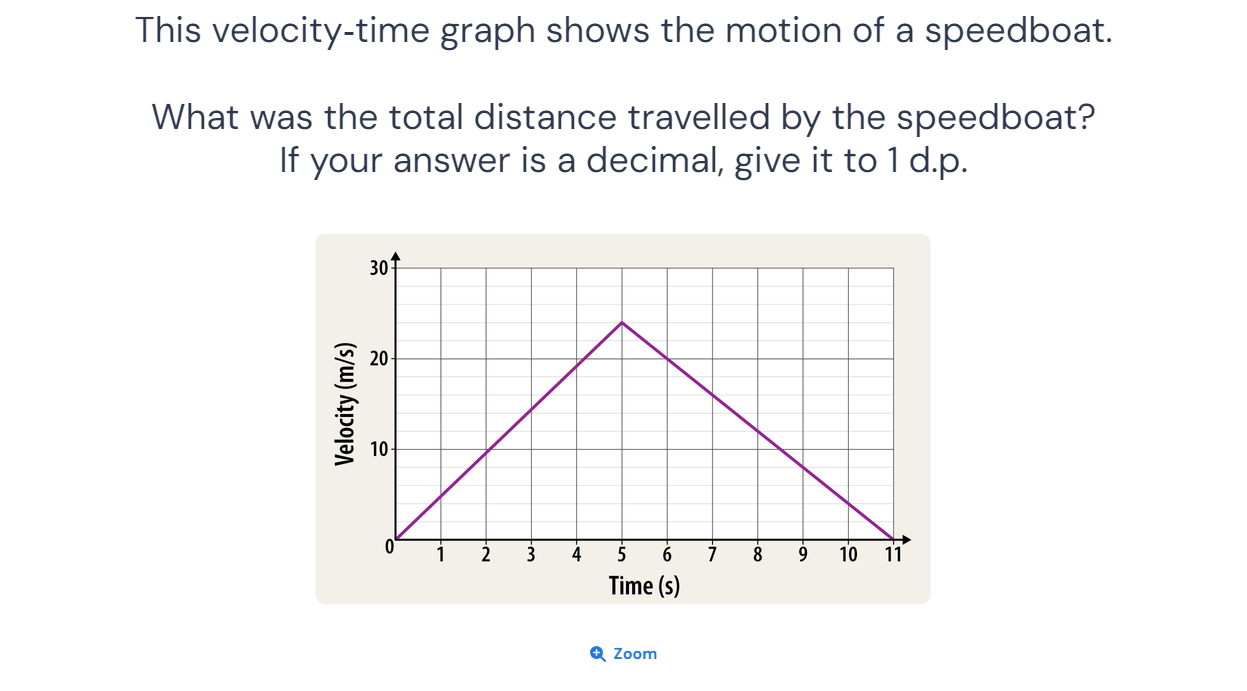 This velocity-time graph shows the motion of a speedboat.
What was the total distance travelled by the speedboat?
If your answer is a decimal, give it to 1 d.p.
30
20
10
0
Velocity (m/s)
1 2 3 4 5 6 7 8 9 10 11
Time (s)
Zoom